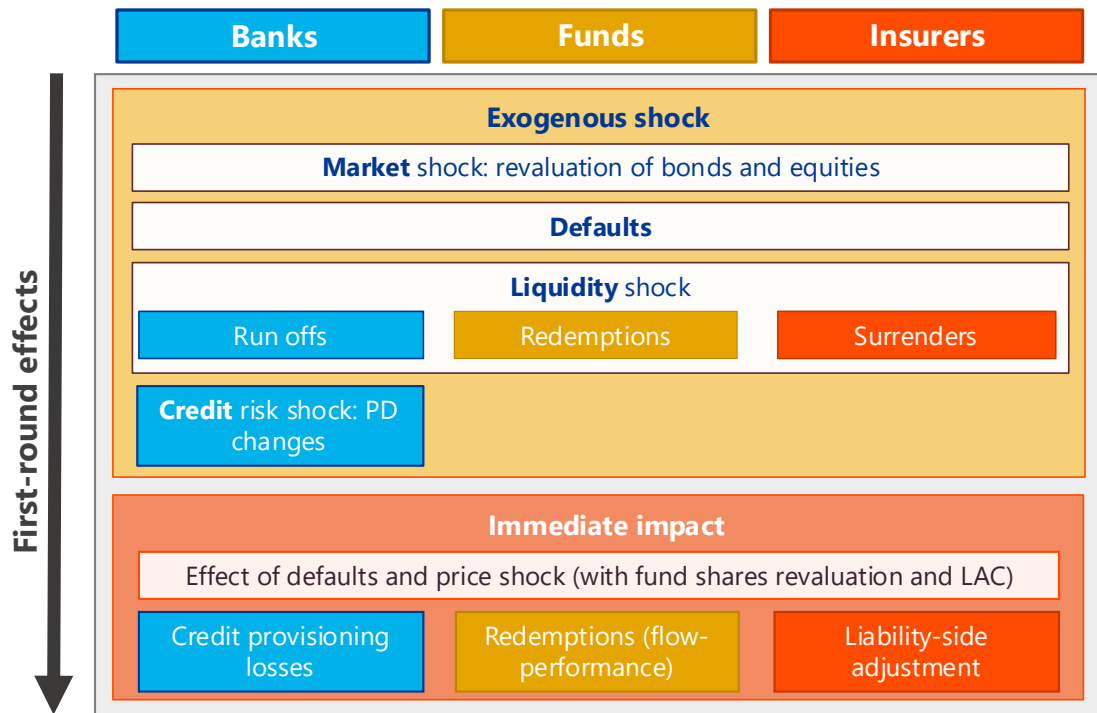 Banks
Funds
Insurers
First-round effects
Exogenous shock
Market shock: revaluation of bonds and equities
Defaults
Liquidity shock
Run offs
Redemptions
Surrenders
Credit risk shock: PD
changes
Immediate impact
Effect of defaults and price shock (with fund shares revaluation and LAC)
Credit provisioning
losses
Redemptions (flow-
performance)
Liability-side
adjustment